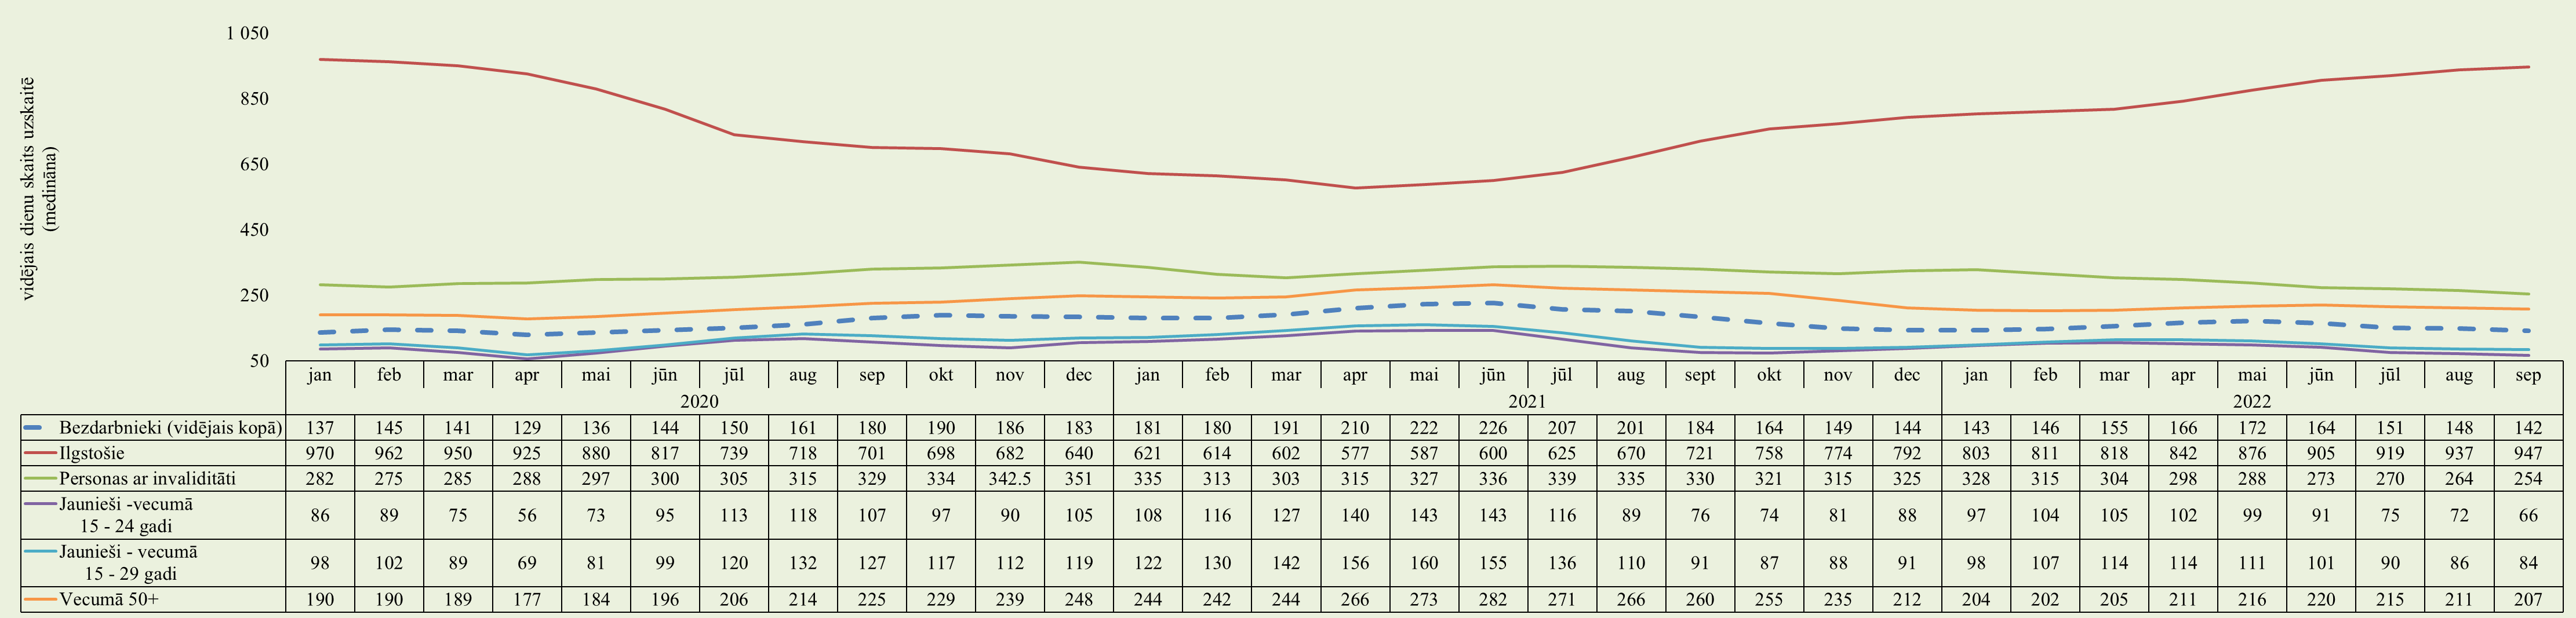 1 050
850
650
450
250
50
vidējais dienu skaits uzskaitē
(medināna)
jan feb mar apr mai jūn jūl aug sep okt nov dec jan feb mar apr mai jūn jūl aug sept okt nov dec jan feb mar apr mai jūn jūl aug sep
2020 2021 2022
Bezdarbnieki (vidējais kopā) 137 145 141 129 136 144 150 161 180 190 186 183 181 180 191 210 222 226 207 201 184 164 149 144 143 146 155 166 172 164 151 148 142
Ilgstošie 970 962 950 925 880 817 739 718 701 698 682 640 621 614 602 577 587 600 625 670 721 758 774 792 803 811 818 842 876 905 919 937 947
Personas ar invaliditāti 282 275 285 288 297 300 305 315 329 334 342.5 351 335 313 303 315 327 336 339 335 330 321 315 325 328 315 304 298 288 273 270 264 254
Jaunieši -vecumā
15 - 24 gadi 86 89 75 56 73 95 113 118 107 97 90 105 108 116 127 140 143 143 116 89 76 74 81 88 97 104 105 102 99 91 75 72 66
Jaunieši - vecumā
15 - 29 gadi 98 102 89 69 81 99 120 132 127 117 112 119 122 130 142 156 160 155 136 110 91 87 88 91 98 107 114 114 111 101 90 86 84
Vecumā 50+ 190 190 189 177 184 196 206 214 225 229 239 248 244 242 244 266 273 282 271 266 260 255 235 212 204 202 205 211 216 220 215 211 207